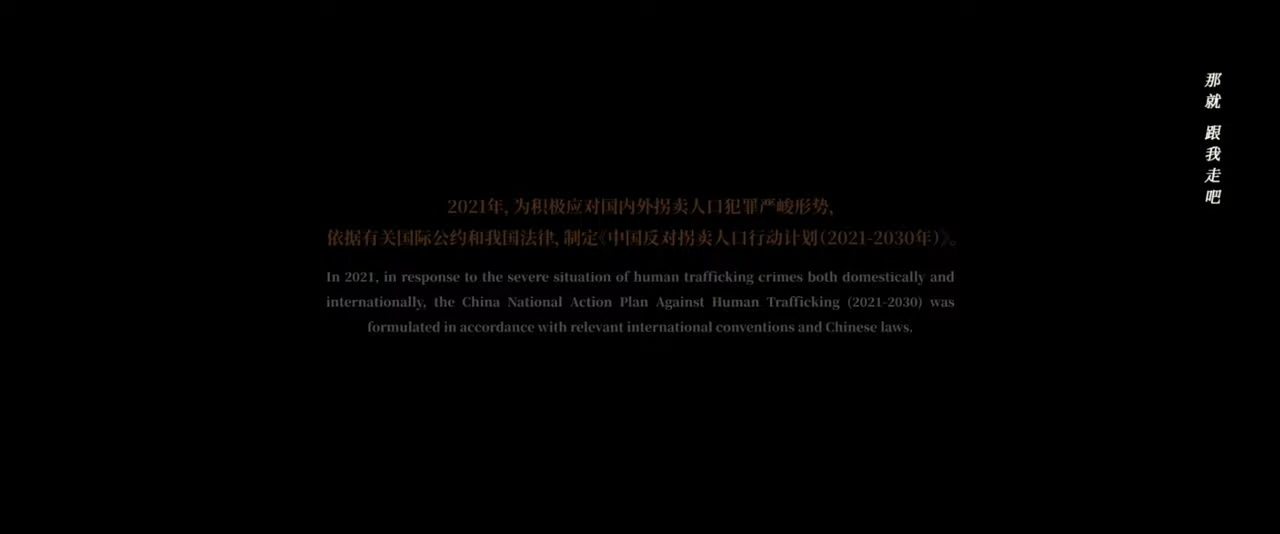 2021年, 为积极应对国内外拐卖人口犯罪严峻形势,
依据有关国际公约和我国法律, 制定《中国反对拐卖人口行动计划(2021-2030年)》。
In 2021, in response to the severe situation of human trafficking crimes both domestically and
internationally, the China National Action Plan Against Human Trafficking (2021-2030) was
formulated in accordance with relevant international conventions and Chinese laws.
那就 跟我走吧